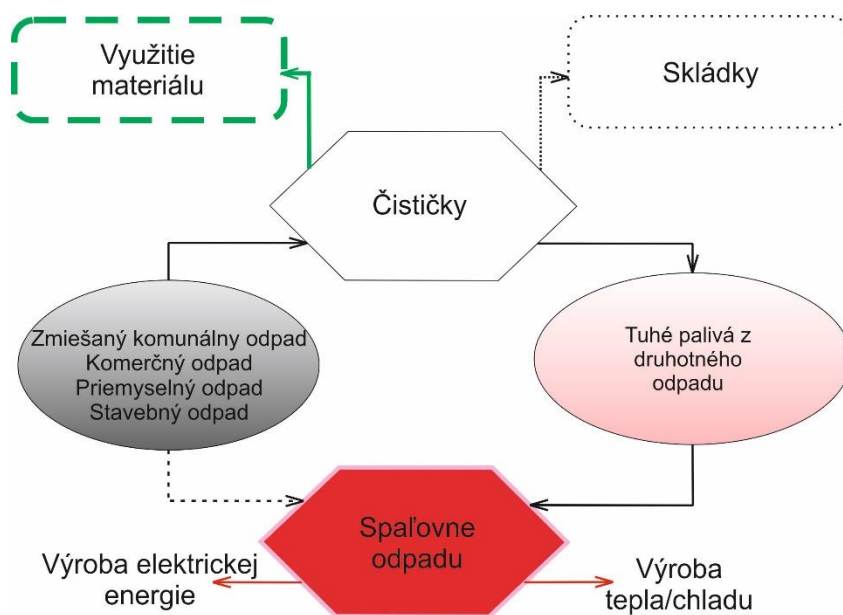 Využitie
materiálu
Skládky
Čističky
Zmiešaný komunálny odpad
Komerčný odpad
Priemyselný odpad
Stavebný odpad
Tuhé palivá z
druhotného
odpadu
Spaľovne
odpadu
Výroba elektrickej
energie
Výroba
tepla/chladu